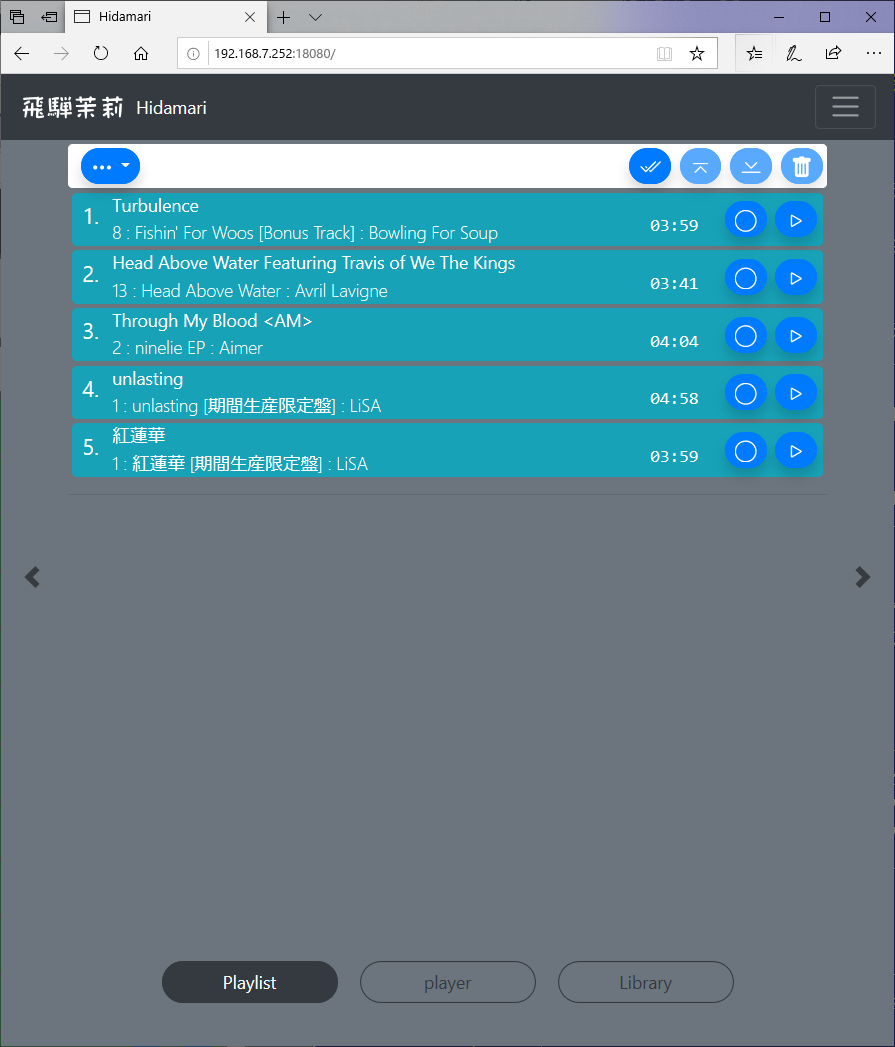 Hidamari
192.168.7.252:18080/
飛騨茉莉 Hidamari
1. Turbulence
8 : Fishin' For Woos [Bonus Track] : Bowling For Soup
03:59
2. Head Above Water Featuring Travis of We The Kings
13 : Head Above Water : Avril Lavigne
03:41
3. Through My Blood <AM>
2 : ninelie EP : Aimer
04:04
4. unlasting
1 : unlasting [期間生産限定盤] : LiSA
04:58
5. 紅蓮華
1 : 紅蓮華 [期間生産限定盤] : LiSA
03:59
Playlist player Library